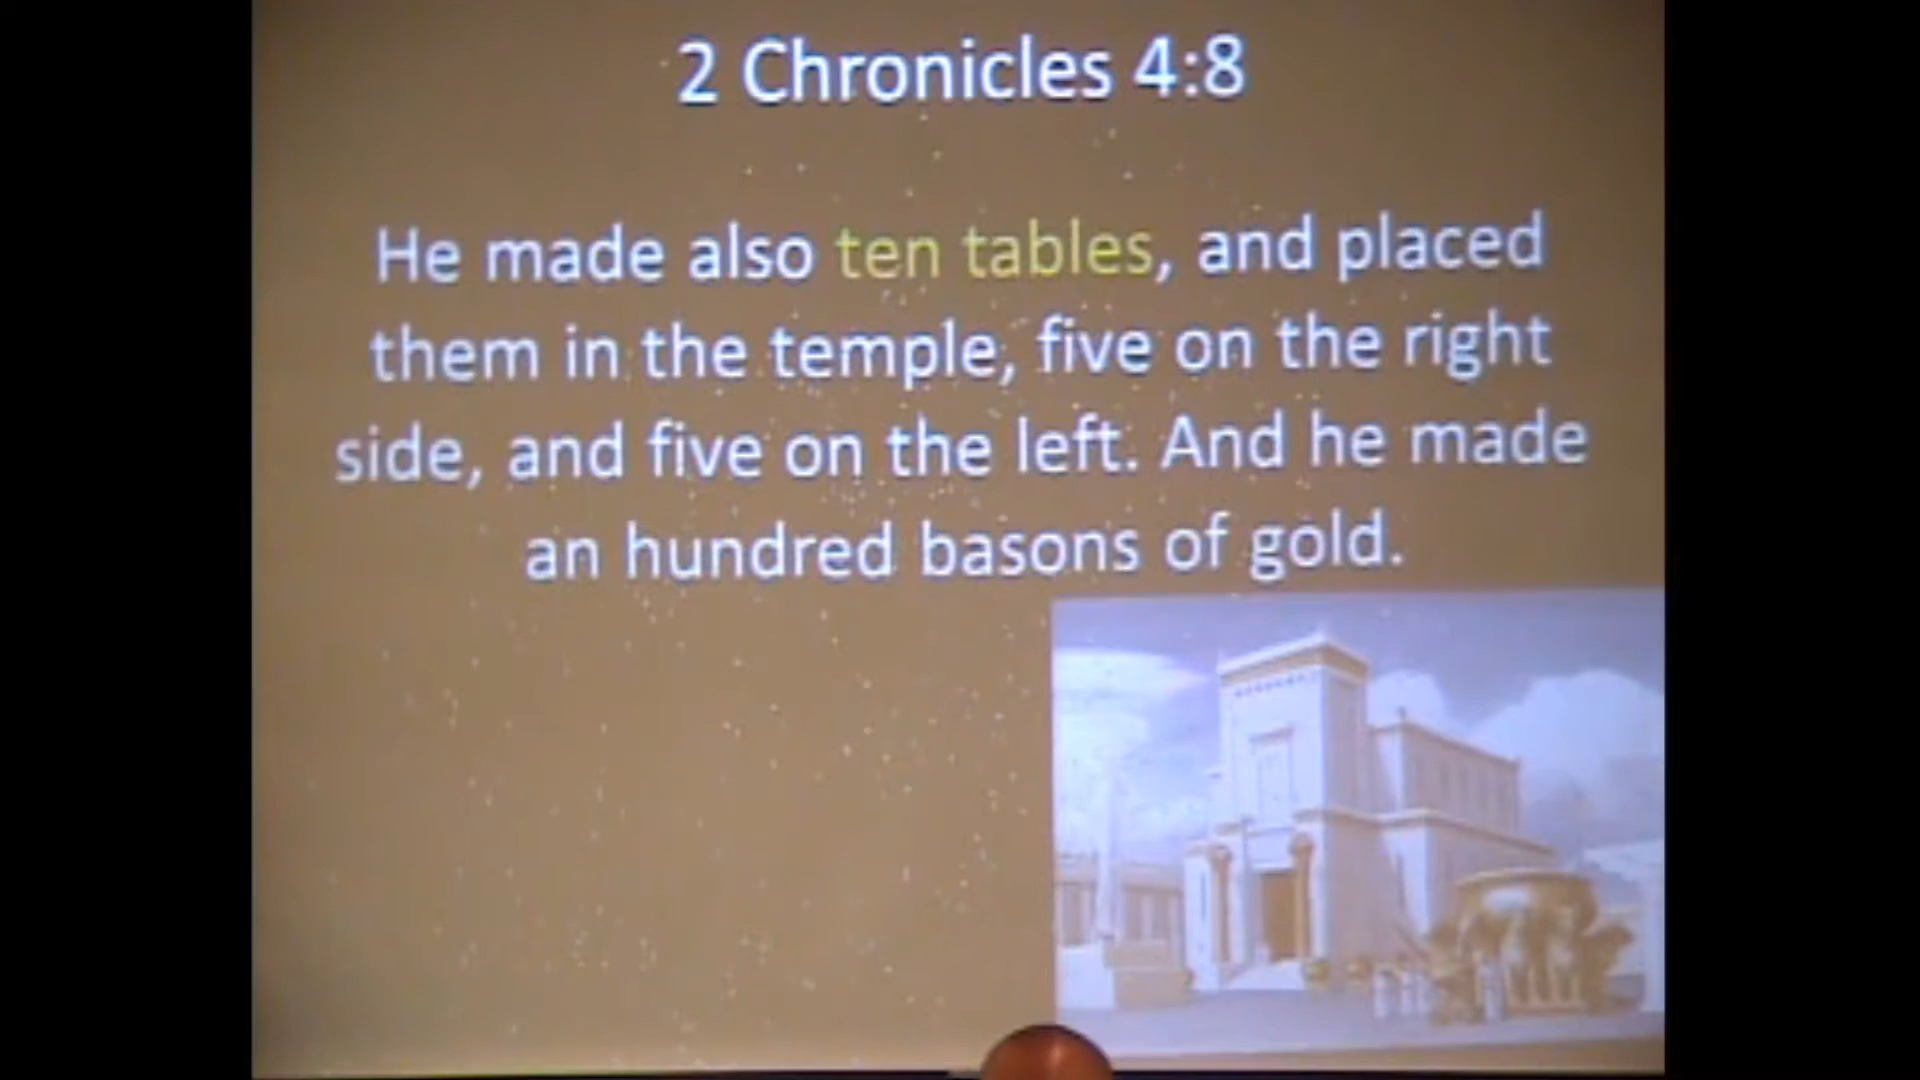 2 Chronicles 4:8
He made also ten tables, and placed
them in the temple, five on the right
side, and five on the left. And he made
an hundred basons of gold.